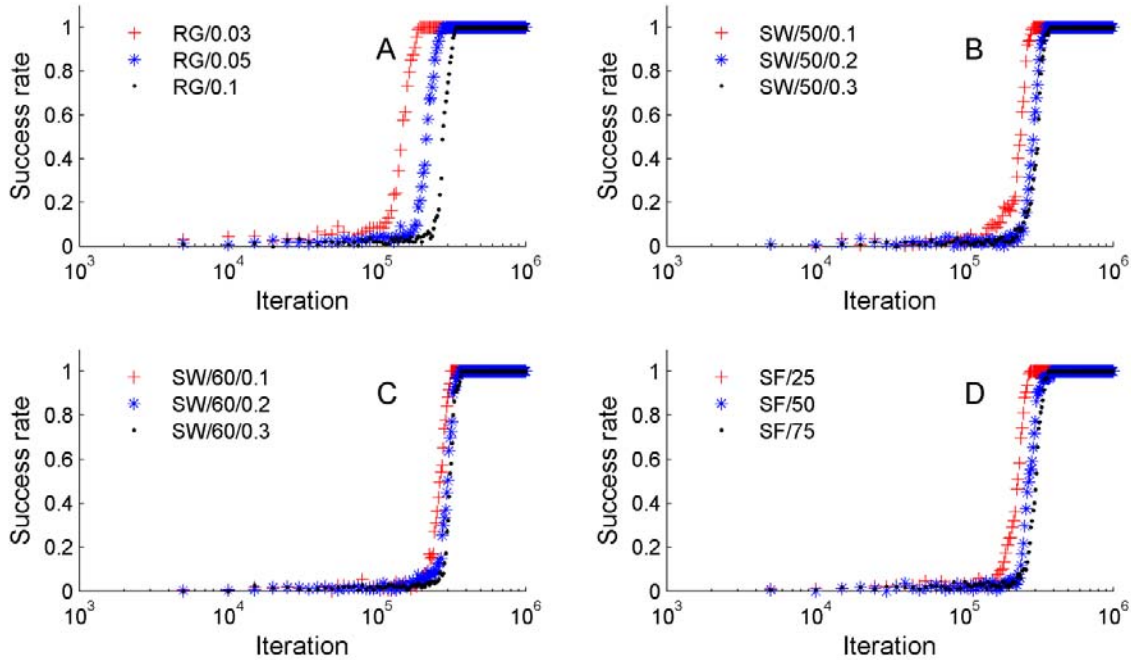 1
0.8
0.6
0.4
0.2
0
Success rate
RG/0.03
RG/0.05
RG/0.1
A
10^3
10^4
10^5
10^6
Iteration
1
0.8
0.6
0.4
0.2
0
Success rate
SW/50/0.1
SW/50/0.2
SW/50/0.3
B
10^3
10^4
10^5
10^6
Iteration
1
0.8
0.6
0.4
0.2
0
Success rate
SW/60/0.1
SW/60/0.2
SW/60/0.3
C
10^3
10^4
10^5
10^6
Iteration
1
0.8
0.6
0.4
0.2
0
Success rate
SF/25
SF/50
SF/75
D
10^3
10^4
10^5
10^6
Iteration